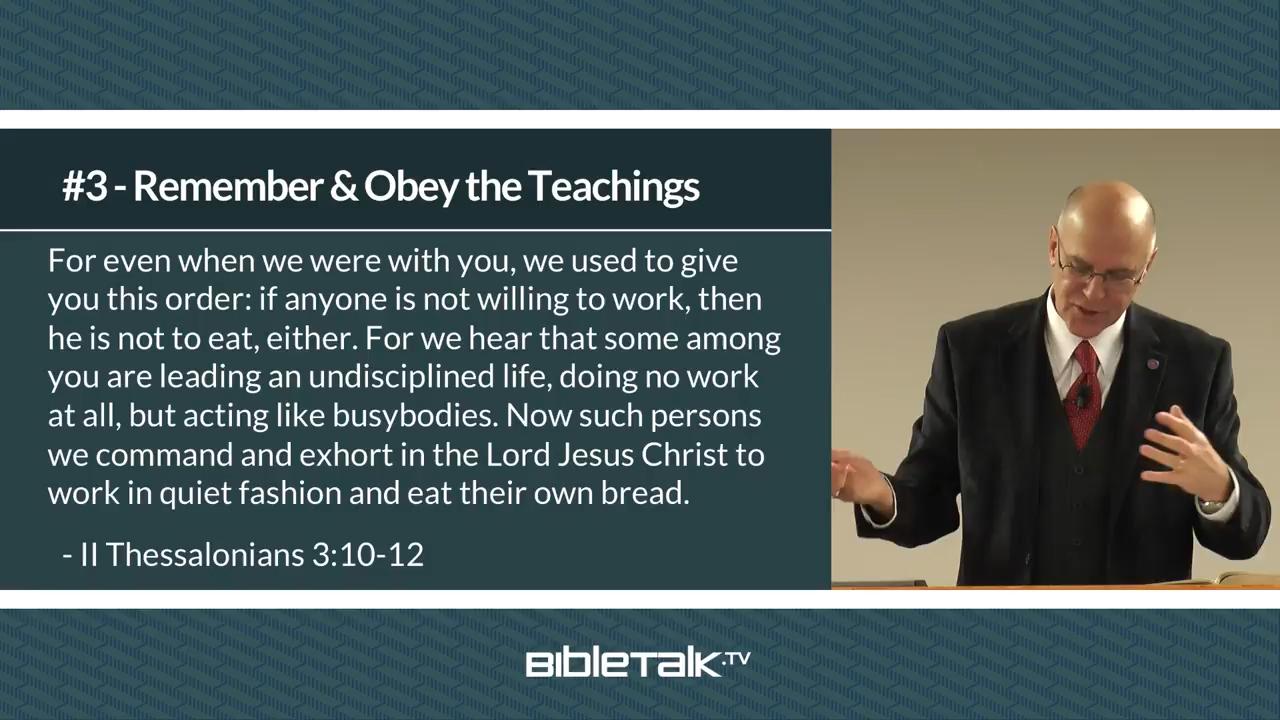 #3 - Remember & Obey the Teachings
For even when we were with you, we used to give
you this order: if anyone is not willing to work, then
he is not to eat, either. For we hear that some among
you are leading an undisciplined life, doing no work
at all, but acting like busybodies. Now such persons
we command and exhort in the Lord Jesus Christ to
work in quiet fashion and eat their own bread.
- II Thessalonians 3:10-12
BibleTalk.TV